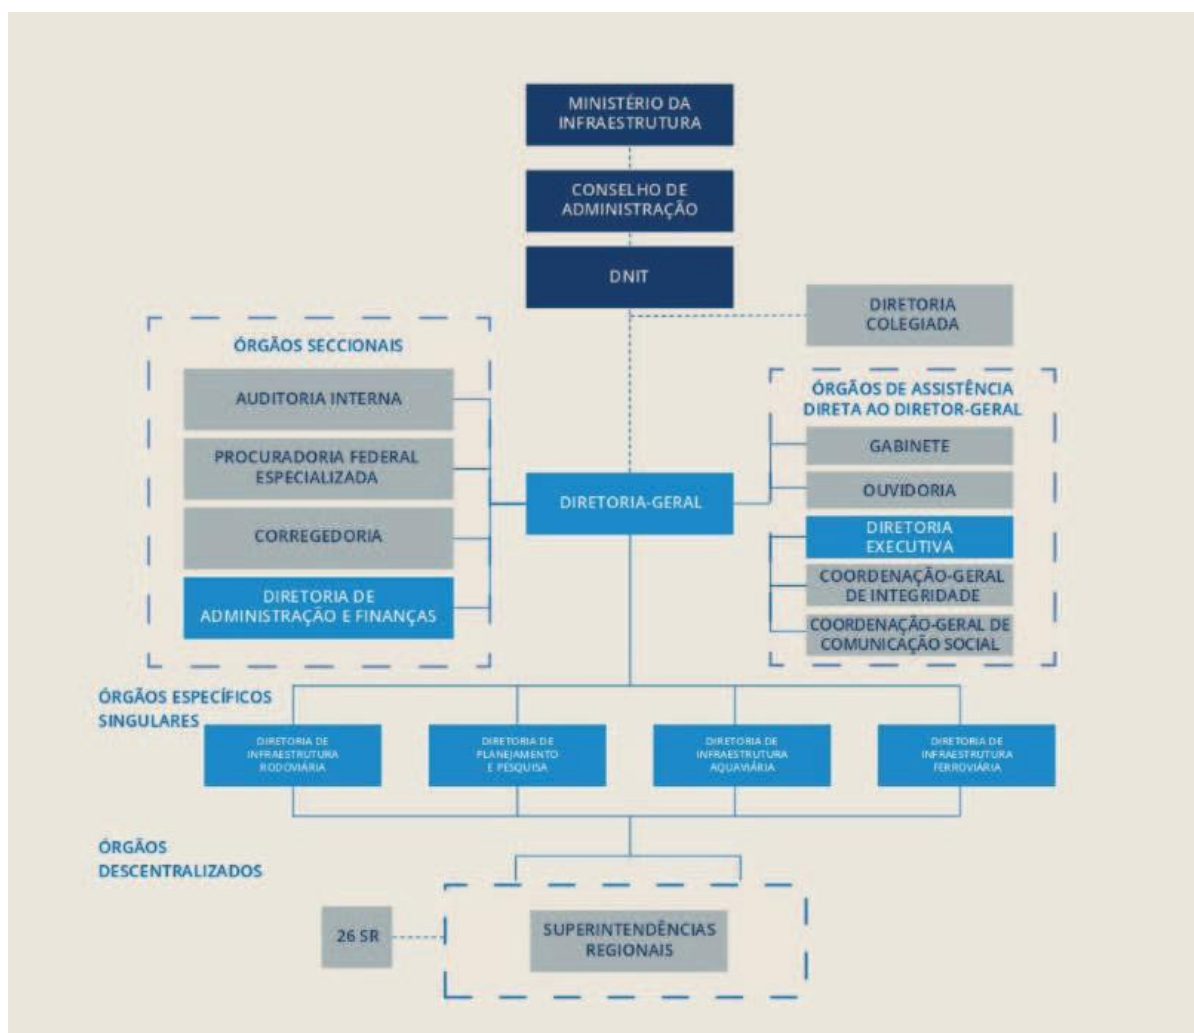 MINISTÉRIO DA
INFRAESTRUTURA
CONSELHO DE
ADMINISTRAÇÃO
DNIT
DIRETORIA
COLEGIADA
ÓRGÃOS SECCIONAIS
AUDITORIA INTERNA
PROCURADORIA FEDERAL
ESPECIALIZADA
CORREGEDORIA
DIRETORIA DE
ADMINISTRAÇÃO E FINANÇAS
DIRETORIA-GERAL
ÓRGÃOS DE ASSISTÊNCIA
DIRETA AO DIRETOR-GERAL
GABINETE
OUVIDORIA
DIRETORIA
EXECUTIVA
COORDENAÇÃO-GERAL
DE INTEGRIDADE
COORDENAÇÃO-GERAL DE
COMUNICAÇÃO SOCIAL
ÓRGÃOS ESPECÍFICOS
SINGULARES
DIRETORIA DE
INFRAESTRUTURA
RODOVIÁRIA
DIRETORIA DE
PLANEJAMENTO
E PESQUISA
DIRETORIA DE
INFRAESTRUTURA
AQUAVIÁRIA
DIRETORIA DE
INFRAESTRUTURA
FERROVIÁRIA
ÓRGÃOS
DESCENTRALIZADOS
26 SR
SUPERINTENDÊNCIAS
REGIONAIS